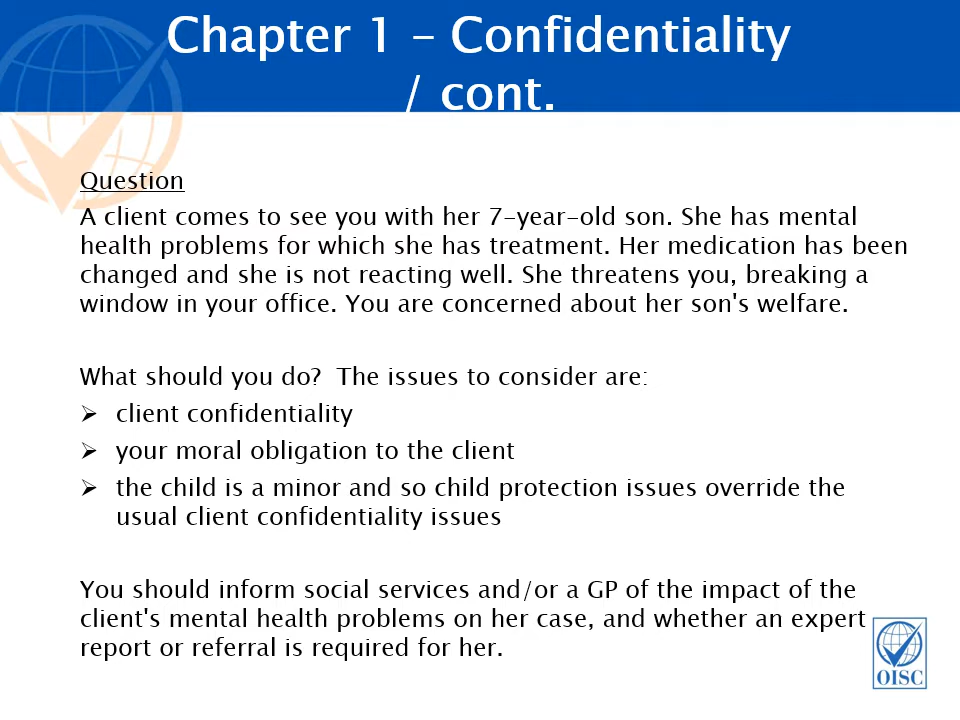 Chapter 1 – Confidentiality
/ cont.
Question
A client comes to see you with her 7-year-old son. She has mental
health problems for which she has treatment. Her medication has been
changed and she is not reacting well. She threatens you, breaking a
window in your office. You are concerned about her son's welfare.
What should you do?  The issues to consider are:
➢ client confidentiality
➢ your moral obligation to the client
➢ the child is a minor and so child protection issues override the
usual client confidentiality issues
You should inform social services and/or a GP of the impact of the
client's mental health problems on her case, and whether an expert
report or referral is required for her.
OISC